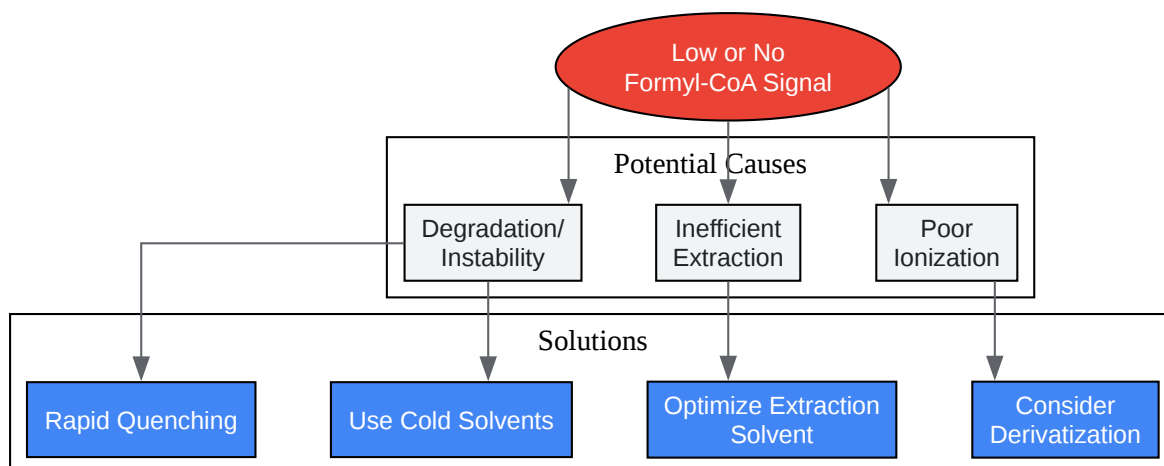 Low or No
Formyl-CoA Signal
Potential Causes
Degradation/
Instability
Inefficient
Extraction
Poor
Ionization
Solutions
Rapid Quenching
Use Cold Solvents
Optimize Extraction
Solvent
Consider
Derivatization